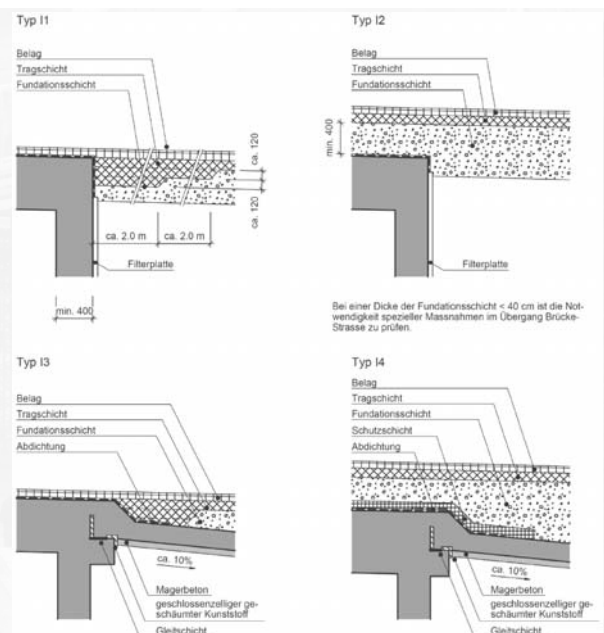 Typ I1
Belag
Tragschicht
Fundationsschicht
ca. 120
ca. 120
ca. 2.0 m
ca. 2.0 m
Filterplatte
min. 400
Typ I2
Belag
Tragschicht
Fundationsschicht
min. 400
Filterplatte
Bei einer Dicke der Fundationsschicht < 40 cm ist die Not-
wendigkeit spezieller Massnahmen im Übergang Brücke-
Strasse zu prüfen.
Typ I3
Belag
Tragschicht
Fundationsschicht
Abdichtung
ca. 10%
Magerbeton
geschlossenzelliger ge-
schäumter Kunststoff
Gleitschicht
Typ I4
Belag
Tragschicht
Fundationsschicht
Schutzschicht
Abdichtung
ca. 10%
Magerbeton
geschlossenzelliger ge-
schäumter Kunststoff
Gleitschicht